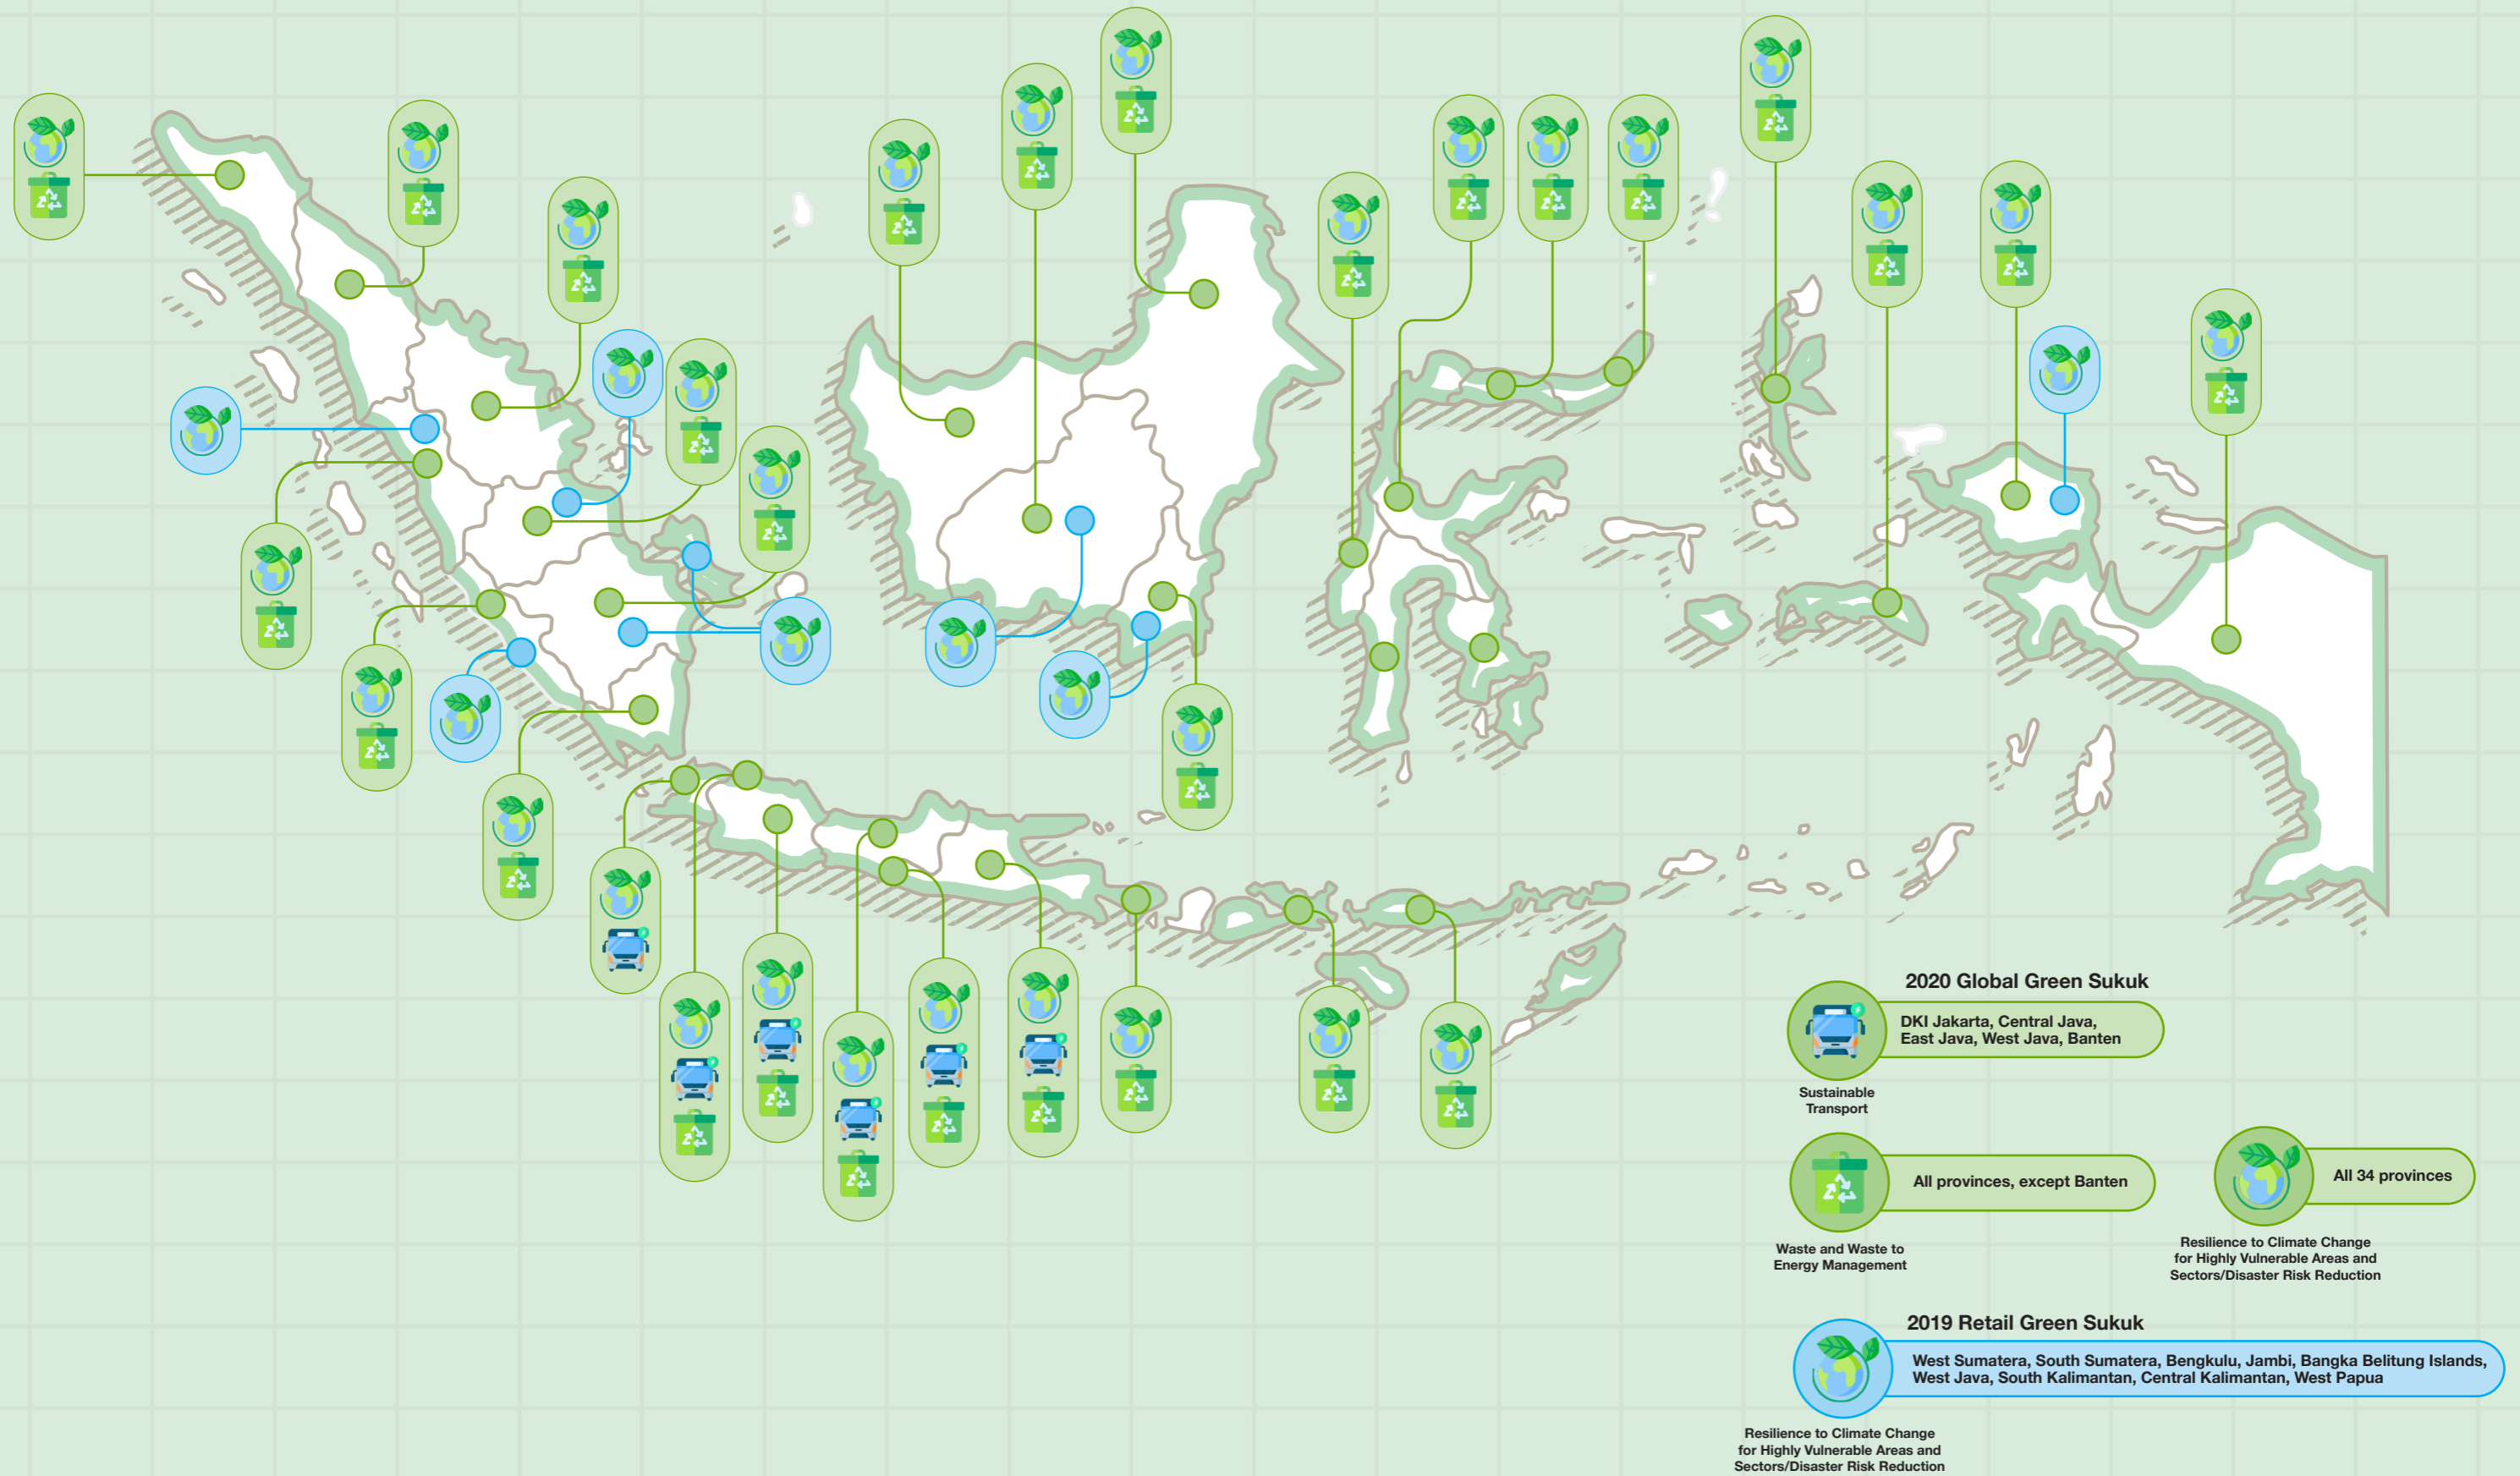 2020 Global Green Sukuk
DKI Jakarta, Central Java,
East Java, West Java, Banten
Sustainable
Transport
All provinces, except Banten
Waste and Waste to
Energy Management
All 34 provinces
Resilience to Climate Change
for Highly Vulnerable Areas and
Sectors/Disaster Risk Reduction
2019 Retail Green Sukuk
West Sumatera, South Sumatera, Bengkulu, Jambi, Bangka Belitung Islands,
West Java, South Kalimantan, Central Kalimantan, West Papua
Resilience to Climate Change
for Highly Vulnerable Areas and
Sectors/Disaster Risk Reduction